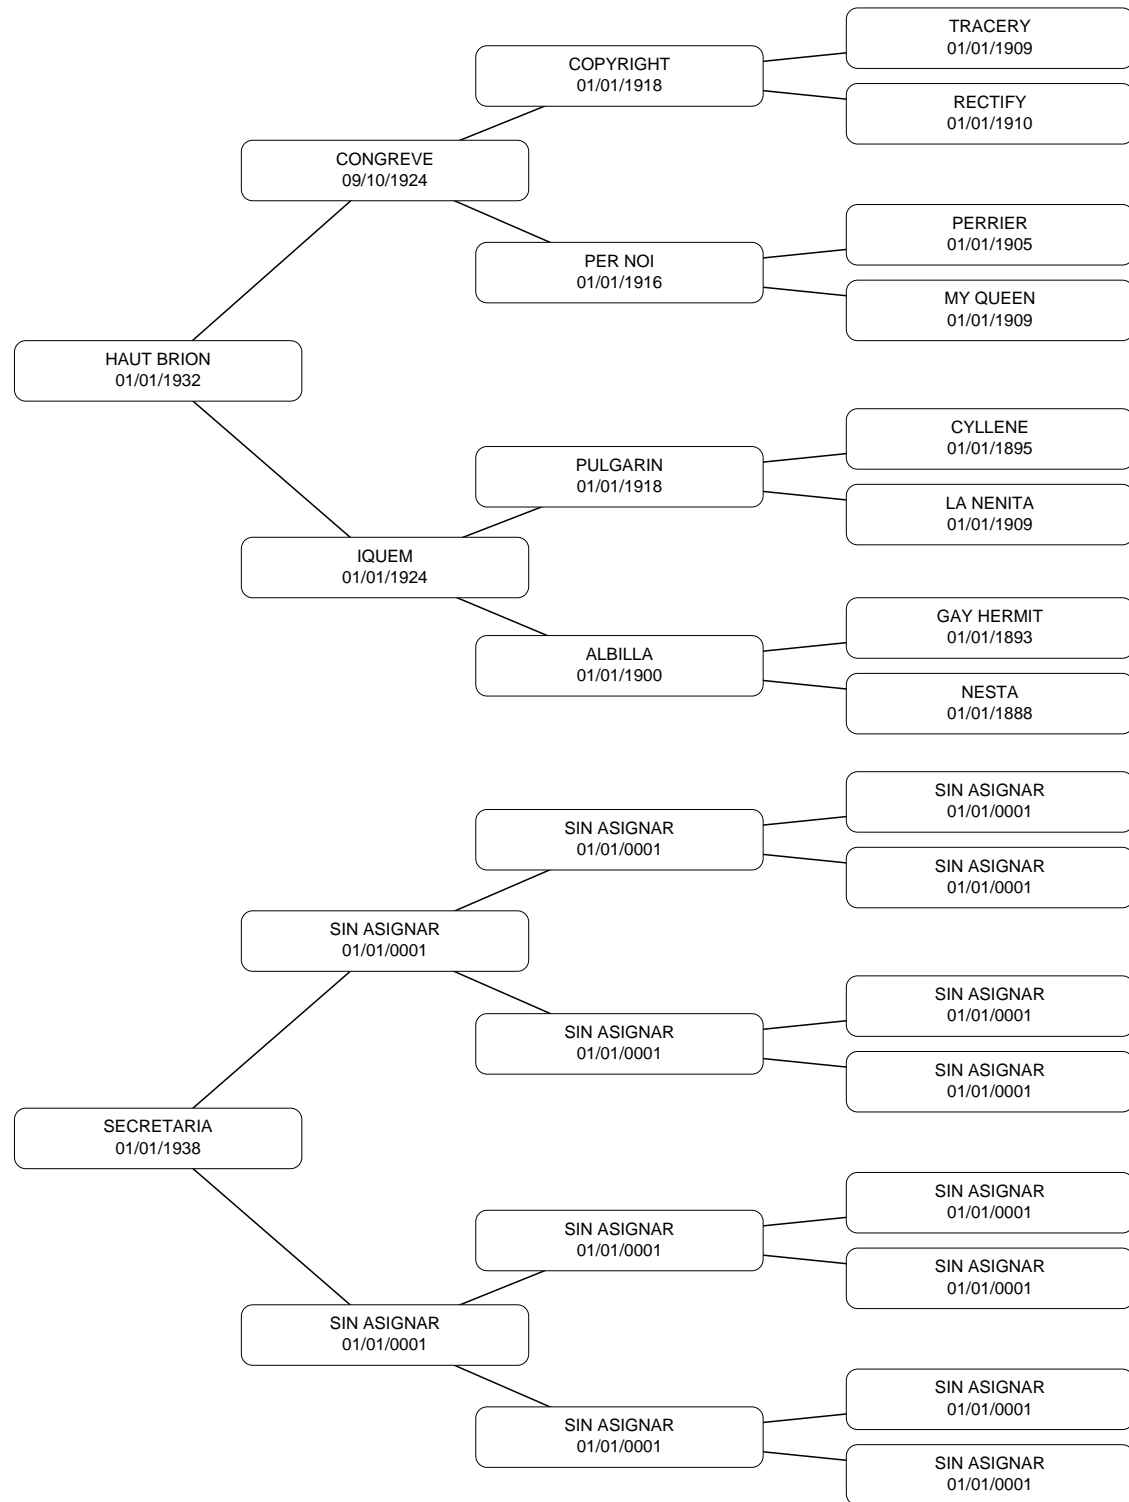 TRACERY
01/01/1909
COPYRIGHT
01/01/1918
RECTIFY
01/01/1910
CONGREVE
09/10/1924
PERRIER
01/01/1905
PER NOI
01/01/1916
MY QUEEN
01/01/1909
HAUT BRION
01/01/1932
CYLLENE
01/01/1895
PULGARIN
01/01/1918
LA NENITA
01/01/1909
IQUEM
01/01/1924
GAY HERMIT
01/01/1893
ALBILLA
01/01/1900
NESTA
01/01/1888
SIN ASIGNAR
01/01/0001
SIN ASIGNAR
01/01/0001
SIN ASIGNAR
01/01/0001
SIN ASIGNAR
01/01/0001
SIN ASIGNAR
01/01/0001
SIN ASIGNAR
01/01/0001
SIN ASIGNAR
01/01/0001
SECRETARIA
01/01/1938
SIN ASIGNAR
01/01/0001
SIN ASIGNAR
01/01/0001
SIN ASIGNAR
01/01/0001
SIN ASIGNAR
01/01/0001
SIN ASIGNAR
01/01/0001
SIN ASIGNAR
01/01/0001
SIN ASIGNAR
01/01/0001